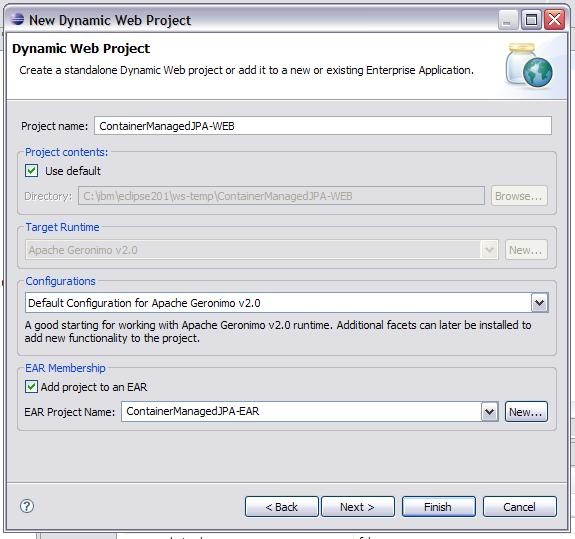 New Dynamic Web Project
Dynamic Web Project
Create a standalone Dynamic Web project or add it to a new or existing Enterprise Application.
Project name: ContainerManagedJPA-WEB
Project contents:
Use default
Directory: C:\ibm\eclipse201\ws-temp\ContainerManagedJPA-WEB Browse...
Target Runtime
Apache Geronimo v2.0 New...
Configurations
Default Configuration for Apache Geronimo v2.0
A good starting for working with Apache Geronimo v2.0 runtime. Additional facets can later be installed to
add new functionality to the project.
EAR Membership
Add project to an EAR
EAR Project Name: ContainerManagedJPA-EAR New...
? < Back Next > Finish Cancel